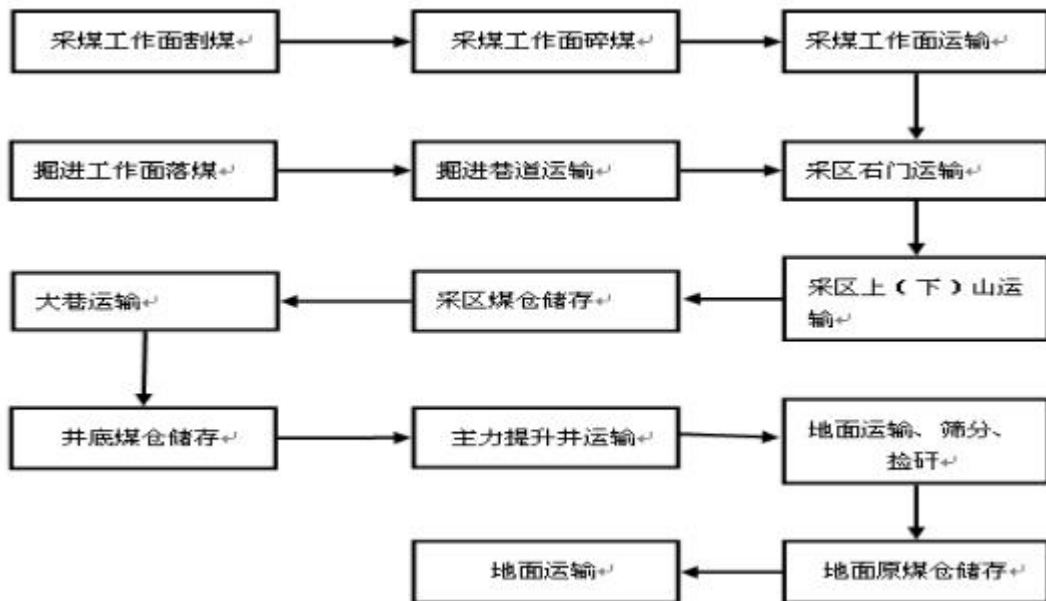 采煤工作面割煤
采煤工作面碎煤
采煤工作面运输
掘进工作面落煤
掘进巷道运输
采区石门运输
大巷运输
采区煤仓储存
采区上（下）山运
输
井底煤仓储存
主力提升井运输
地面运输、筛分、
捡矸
地面运输
地面原煤仓储存